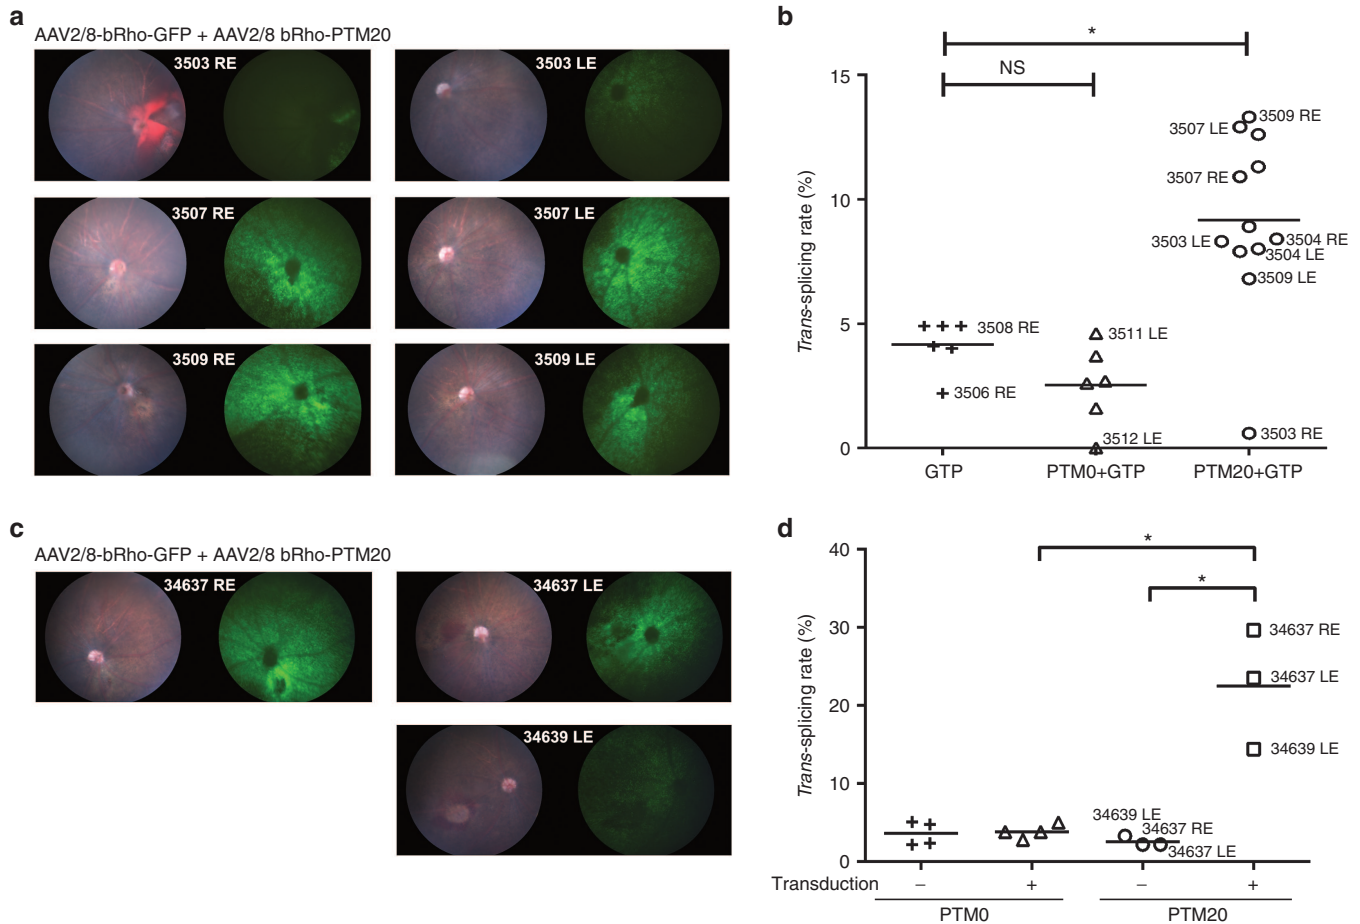 a
AAV2/8-bRho-GFP + AAV2/8 bRho-PTM20
3503 RE
3503 LE
3507 RE
3507 LE
3509 RE
3509 LE
b
*
NS
Trans-splicing rate (%)
15
10
5
0
3509 RE
3507 LE
3507 RE
3503 LE
3504 RE
3504 LE
3509 LE
3508 RE
3511 LE
3506 RE
3512 LE
3503 RE
GTP
PTM0+GTP
PTM20+GTP
c
AAV2/8-bRho-GFP + AAV2/8 bRho-PTM20
34637 RE
34637 LE
34639 LE
d
*
*
Trans-splicing rate (%)
40
30
20
10
0
34637 RE
34637 LE
34639 LE
34639 LE
34637 RE
34637 LE
Transduction – + – +
PTM0 PTM20